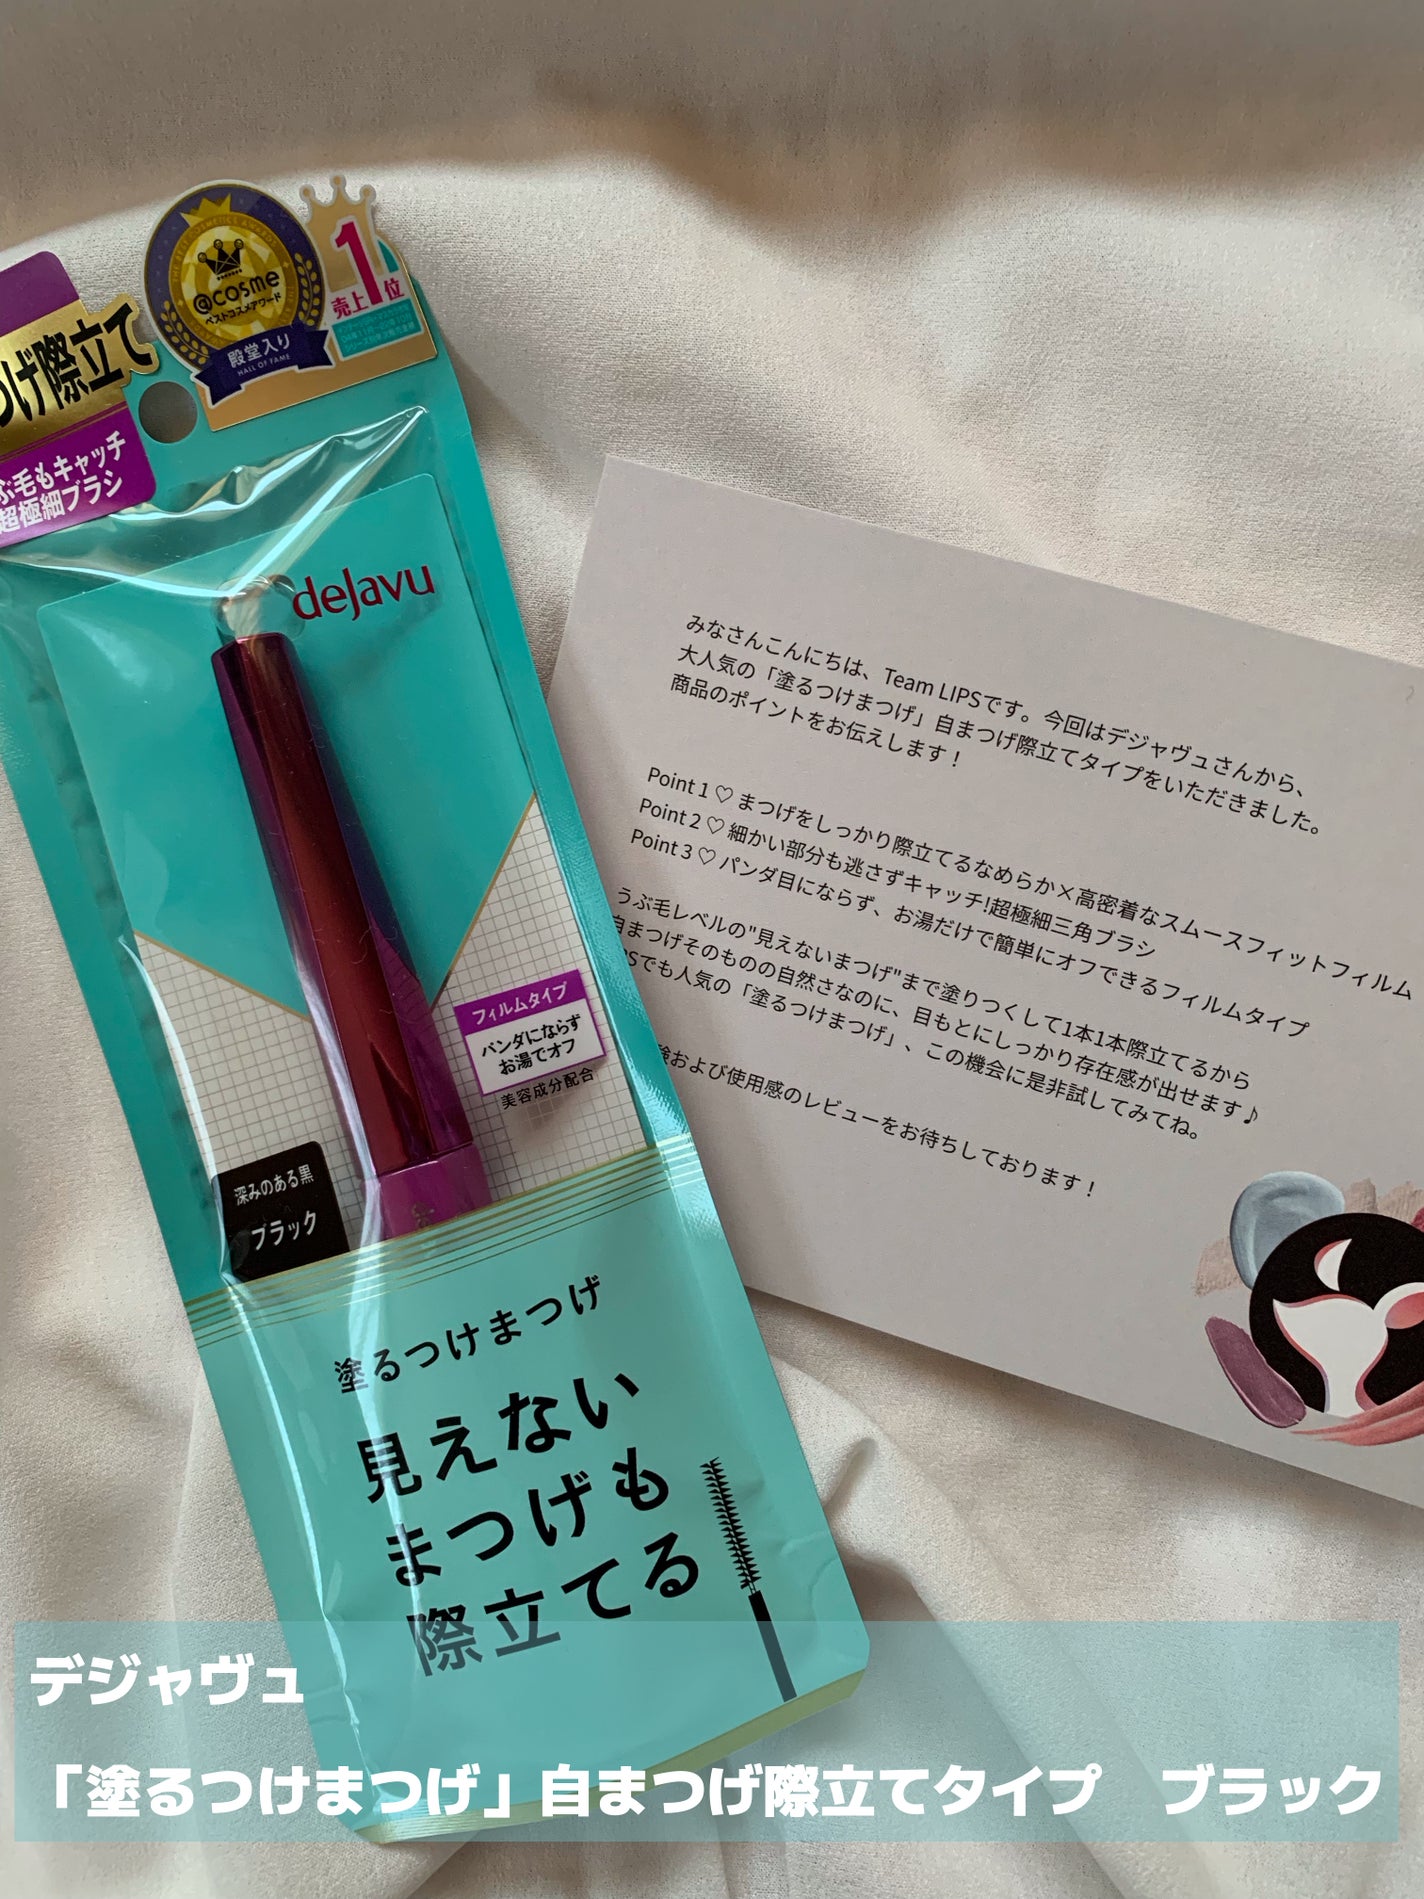 @cosme
ベストコスメアワード
殿堂入り
HALL OF FAME
1
売上 位
つげ際立て
ぶ毛もキャッチ
超極細ブラシ
dejavu
フィルムタイプ
パンダにならず
お湯でオフ
美容成分配合
深みのある黒
ブラック
塗るつけまつげ
見えない
まつげも
際立てる
みなさんこんにちは、Team LIPSです。今回はデジャヴュさんから、
大人気の「塗るつけまつげ」自まつげ際立てタイプをいただきました。
商品のポイントをお伝えします！
Point 1 ♡ まつげをしっかり際立てるなめらか×高密着なスムースフィットフィルム
Point 2 ♡ 細かい部分も逃さずキャッチ!超極細三角ブラシ
Point 3 ♡ パンダ目にならず、お湯だけで簡単にオフできるフィルムタイプ
うぶ毛レベルの"見えないまつげ"まで塗りつくして1本1本際立てるから
自まつげそのものの自然さなのに、目もとにしっかり存在感が出せます♪
PSでも人気の「塗るつけまつげ」、この機会に是非試してみてね。
および使用感のレビューをお待ちしております！
デジャヴュ
「塗るつけまつげ」自まつげ際立てタイプ　ブラック